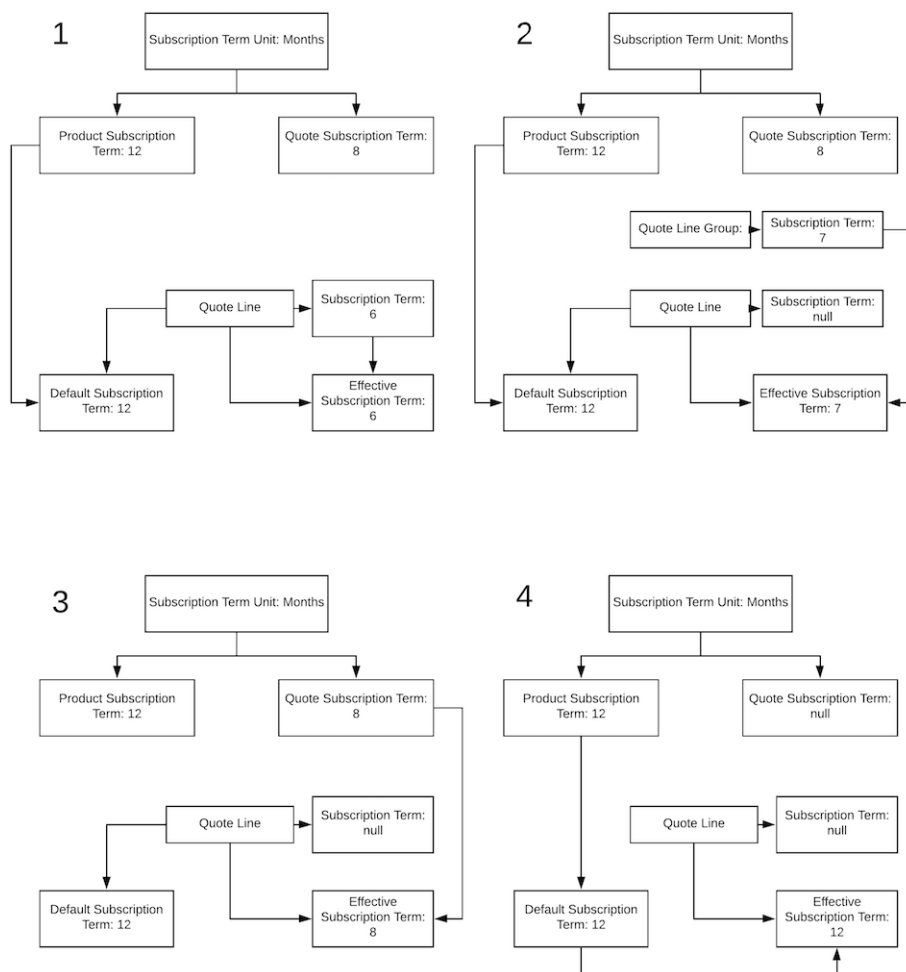 1
Subscription Term Unit: Months
Product Subscription
Term: 12
Quote Subscription Term:
8
Quote Line
Subscription Term:
6
Default Subscription
Term: 12
Effective
Subscription Term:
6
2
Subscription Term Unit: Months
Product Subscription
Term: 12
Quote Subscription Term:
8
Quote Line Group:
Subscription Term:
7
Quote Line
Subscription Term:
null
Default Subscription
Term: 12
Effective Subscription
Term: 7
3
Subscription Term Unit: Months
Product Subscription
Term: 12
Quote Subscription Term:
8
Quote Line
Subscription Term:
null
Default Subscription
Term: 12
Effective
Subscription Term:
8
4
Subscription Term Unit: Months
Product Subscription
Term: 12
Quote Subscription Term:
null
Quote Line
Subscription Term:
null
Default Subscription
Term: 12
Effective
Subscription Term:
12